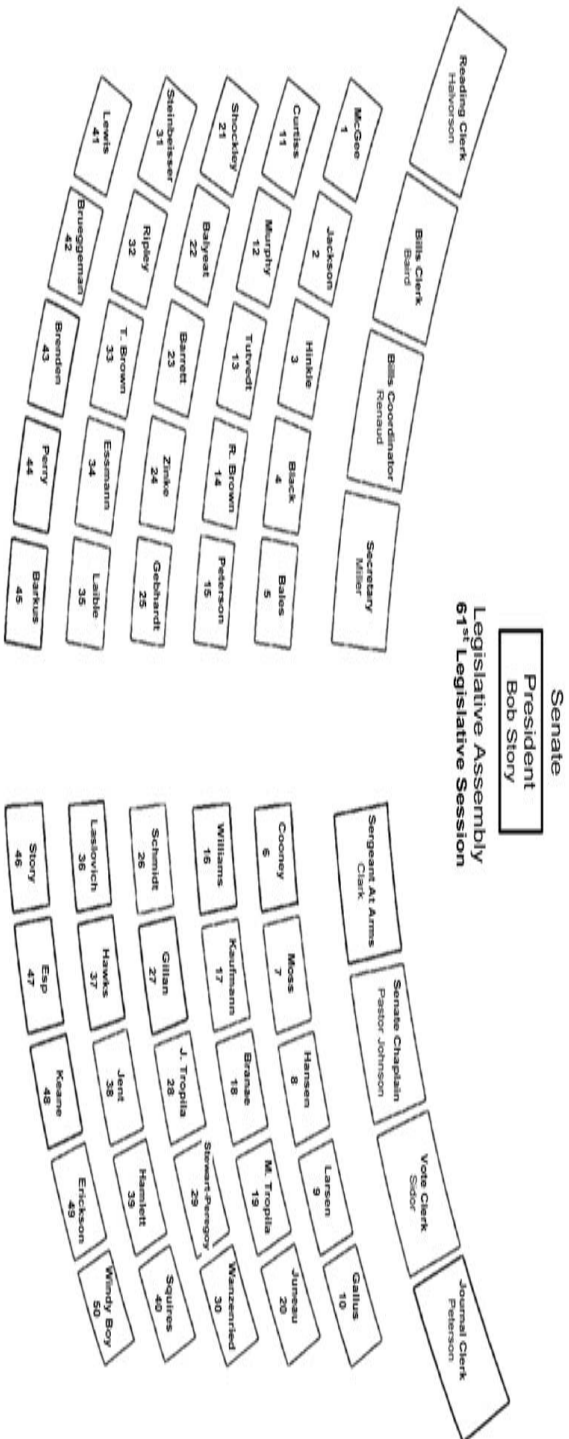 Senate
President
Bob Story
Legislative Assembly
61st Legislative Session
Reading Clerk
Halvorson
Bills Clerk
Baird
Bills Coordinator
Renaud
Secretary
Miller
Sergeant At Arms
Clark
Senate Chaplain
Pastor Johnson
Vote Clerk
Sidor
Journal Clerk
Peterson
McGee
1
Jackson
2
Hinkle
3
Black
4
Bales
5
Cooney
6
Moss
7
Hansen
8
Larsen
9
Gallus
10
Curtiss
11
Murphy
12
Tutvedt
13
R. Brown
14
Peterson
15
Williams
16
Kaufmann
17
Branae
18
M. Tropila
19
Juneau
20
Shockley
21
Balyeat
22
Barrett
23
Zinke
24
Gebhardt
25
Schmidt
26
Gillan
27
J. Tropila
28
Stewart-Peregoy
29
Wanzenried
30
Steinbeisser
31
Ripley
32
T. Brown
33
Essmann
34
Laible
35
Laslovich
36
Hawks
37
Jent
38
Hamlett
39
Squires
40
Lewis
41
Brueggeman
42
Brenden
43
Perry
44
Barkus
45
Story
46
Esp
47
Keane
48
Erickson
49
Windy Boy
50